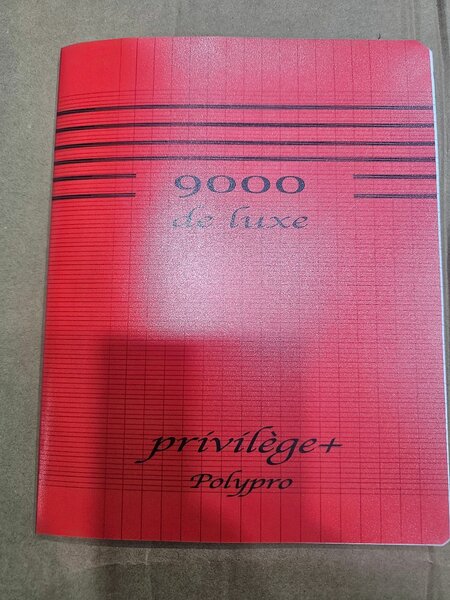 9000
de luxe
privilège+
Polypro